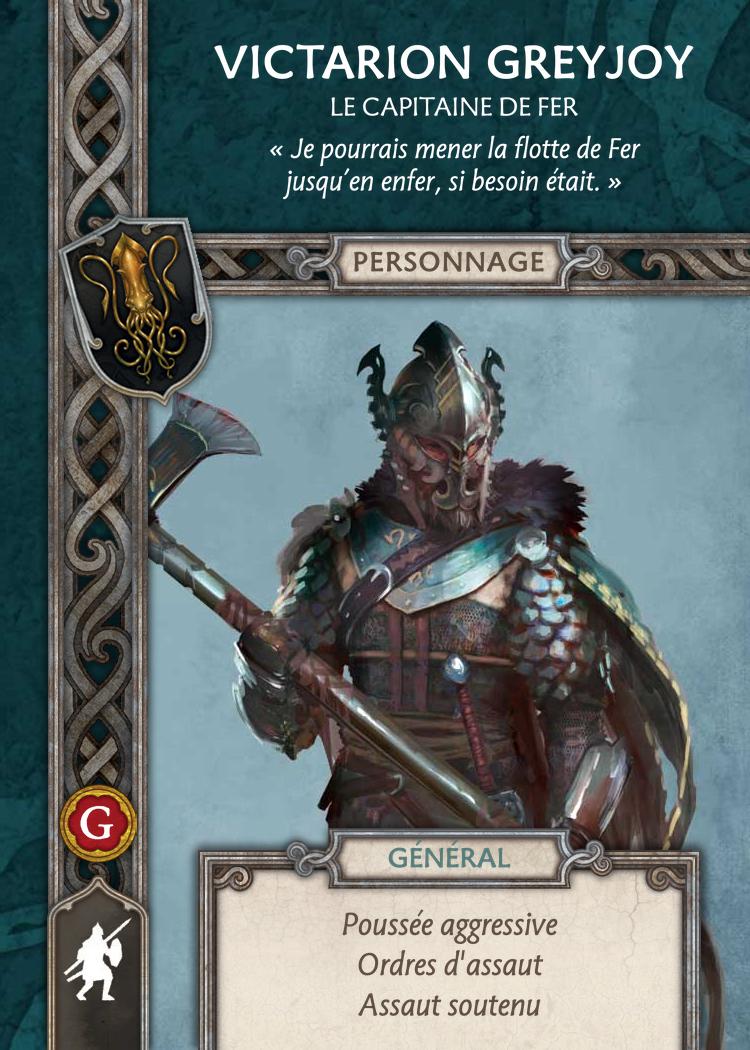 VICTARION GREYJOY
LE CAPITAINE DE FER
« Je pourrais mener la flotte de Fer
jusqu'en enfer, si besoin était. »
PERSONNAGE
G
GÉNÉRAL
Poussée aggressive
Ordres d'assaut
Assaut soutenu